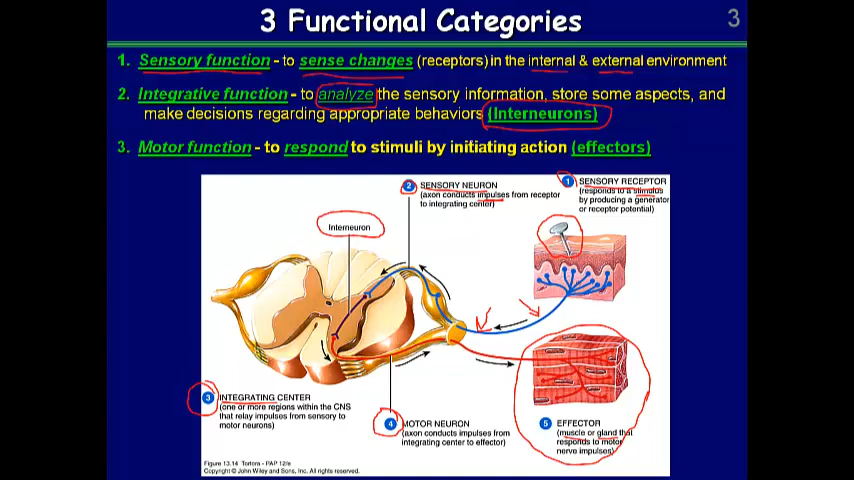 3 Functional Categories
3
1. Sensory function - to sense changes (receptors) in the internal & external environment
2. Integrative function - to analyze the sensory information, store some aspects, and
make decisions regarding appropriate behaviors (Interneurons)
3. Motor function - to respond to stimuli by initiating action (effectors)
2 SENSORY NEURON
(axon conducts impulses from receptor
to integrating center)
1 SENSORY RECEPTOR
(responds to a stimulus
by producing a generator
or receptor potential)
Interneuron
3 INTEGRATING CENTER
(one or more regions within the CNS
that relay impulses from sensory to
motor neurons)
4 MOTOR NEURON
(axon conducts impulses from
integrating center to effector)
5 EFFECTOR
(muscle or gland that
responds to motor
nerve impulses)
Figure 13.14 Tortora - PAP 12/e
Copyright © John Wiley and Sons, Inc. All rights reserved.